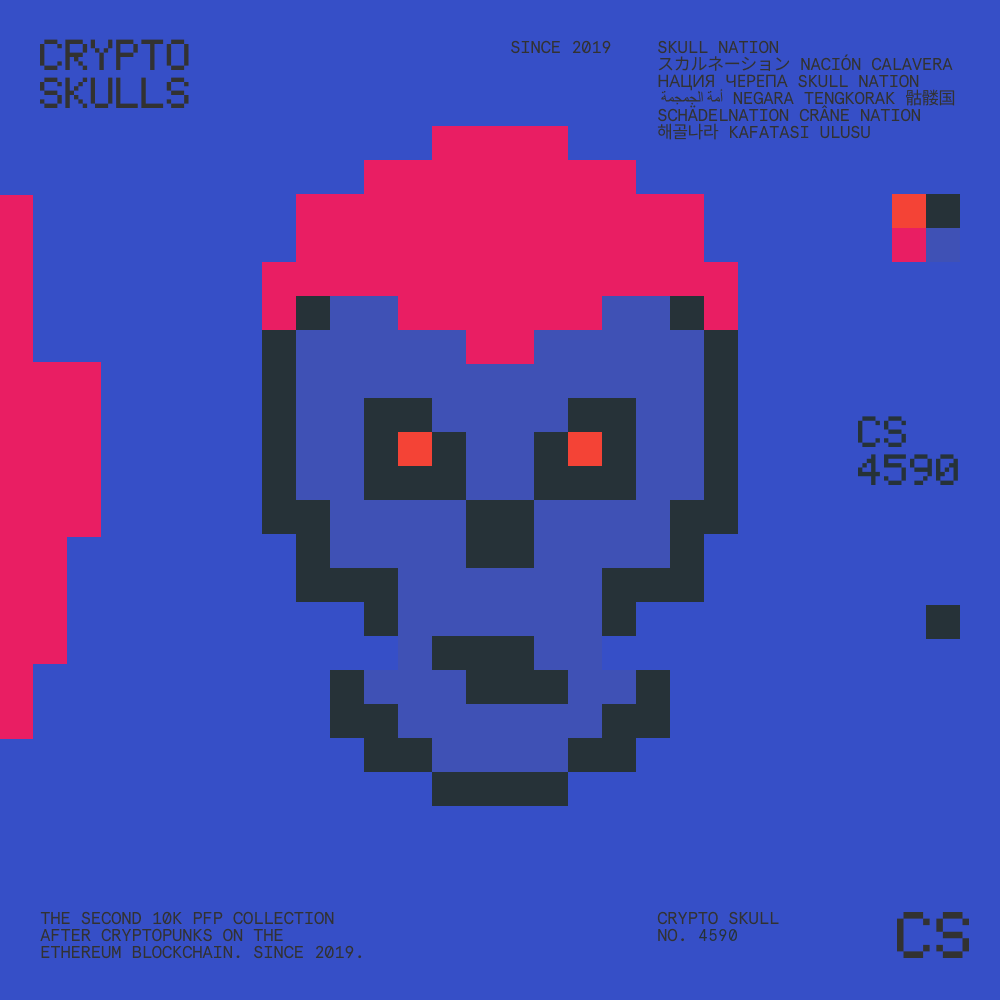 CRYPTO
SKULLS
SINCE 2019
SKULL NATION
スカルネーション NACIÓN CALAVERA
НАЦИЯ ЧЕРЕПА SKULL NATION
أمة الجمجمة NEGARA TENGKORAK 骷髅国
SCHÄDELNATION CRÂNE NATION
해골나라 KAFATASI ULUSU
CS
4590
THE SECOND 10K PFP COLLECTION
AFTER CRYPTOPUNKS ON THE
ETHEREUM BLOCKCHAIN. SINCE 2019.
CRYPTO SKULL
NO. 4590
CS